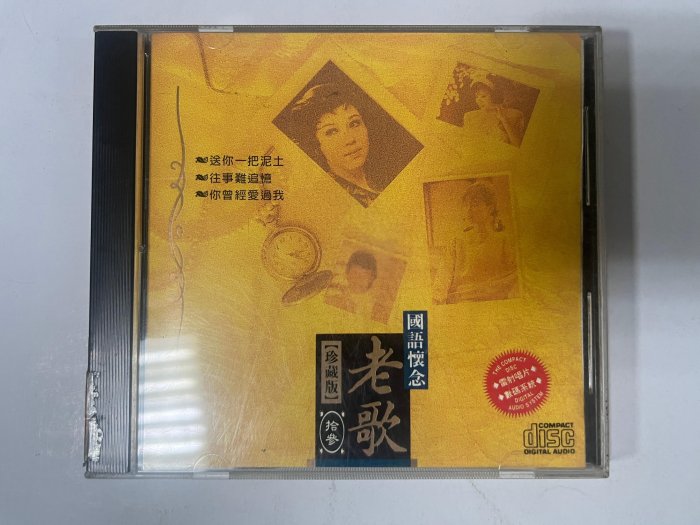 送你一把泥土
往事難追憶
你曾經愛過我
國語懷念
老歌
【珍藏版】
拾參
THE COMPACT
DISC
雷射唱片
數碼系統
DIGITAL
AUDIO SYSTEM
COMPACT
disc
DIGITAL AUDIO